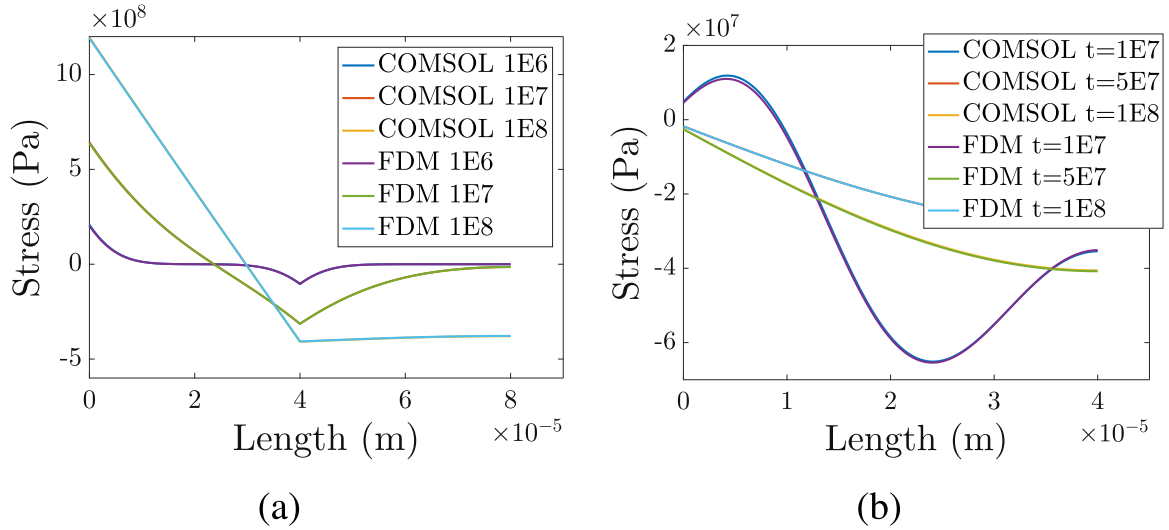 ×10⁸
10
5
0
-5
0
2
4
6
8
×10⁻⁵
Stress (Pa)
Length (m)
COMSOL 1E6
COMSOL 1E7
COMSOL 1E8
FDM 1E6
FDM 1E7
FDM 1E8
(a)
×10⁷
2
0
-2
-4
-6
0
1
2
3
4
×10⁻⁵
Stress (Pa)
Length (m)
COMSOL t=1E7
COMSOL t=5E7
COMSOL t=1E8
FDM t=1E7
FDM t=5E7
FDM t=1E8
(b)